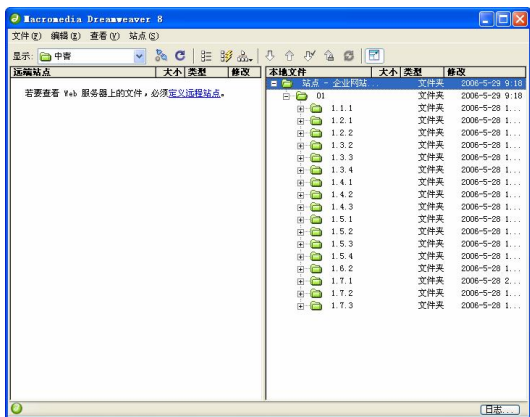 Macromedia Dreamweaver 8
文件(F) 编辑(E) 查看(V) 站点(S)
显示: 中青
远端站点 大小 类型 修改
若要查看 Web 服务器上的文件，必须定义远程站点。
本地文件 大小 类型 修改
站点 - 企业网站... 文件夹 2006-5-29 9:18
01 文件夹 2006-5-29 9:18
1.1.1 文件夹 2006-5-28 1...
1.2.1 文件夹 2006-5-28 1...
1.2.2 文件夹 2006-5-28 1...
1.3.2 文件夹 2006-5-28 1...
1.3.3 文件夹 2006-5-28 1...
1.3.4 文件夹 2006-5-28 1...
1.4.1 文件夹 2006-5-28 1...
1.4.2 文件夹 2006-5-28 1...
1.4.3 文件夹 2006-5-28 1...
1.5.1 文件夹 2006-5-28 1...
1.5.2 文件夹 2006-5-28 1...
1.5.3 文件夹 2006-5-28 1...
1.5.4 文件夹 2006-5-28 1...
1.6.2 文件夹 2006-5-28 1...
1.7.1 文件夹 2006-5-28 2...
1.7.2 文件夹 2006-5-28 1...
1.7.3 文件夹 2006-5-28 1...
日志...